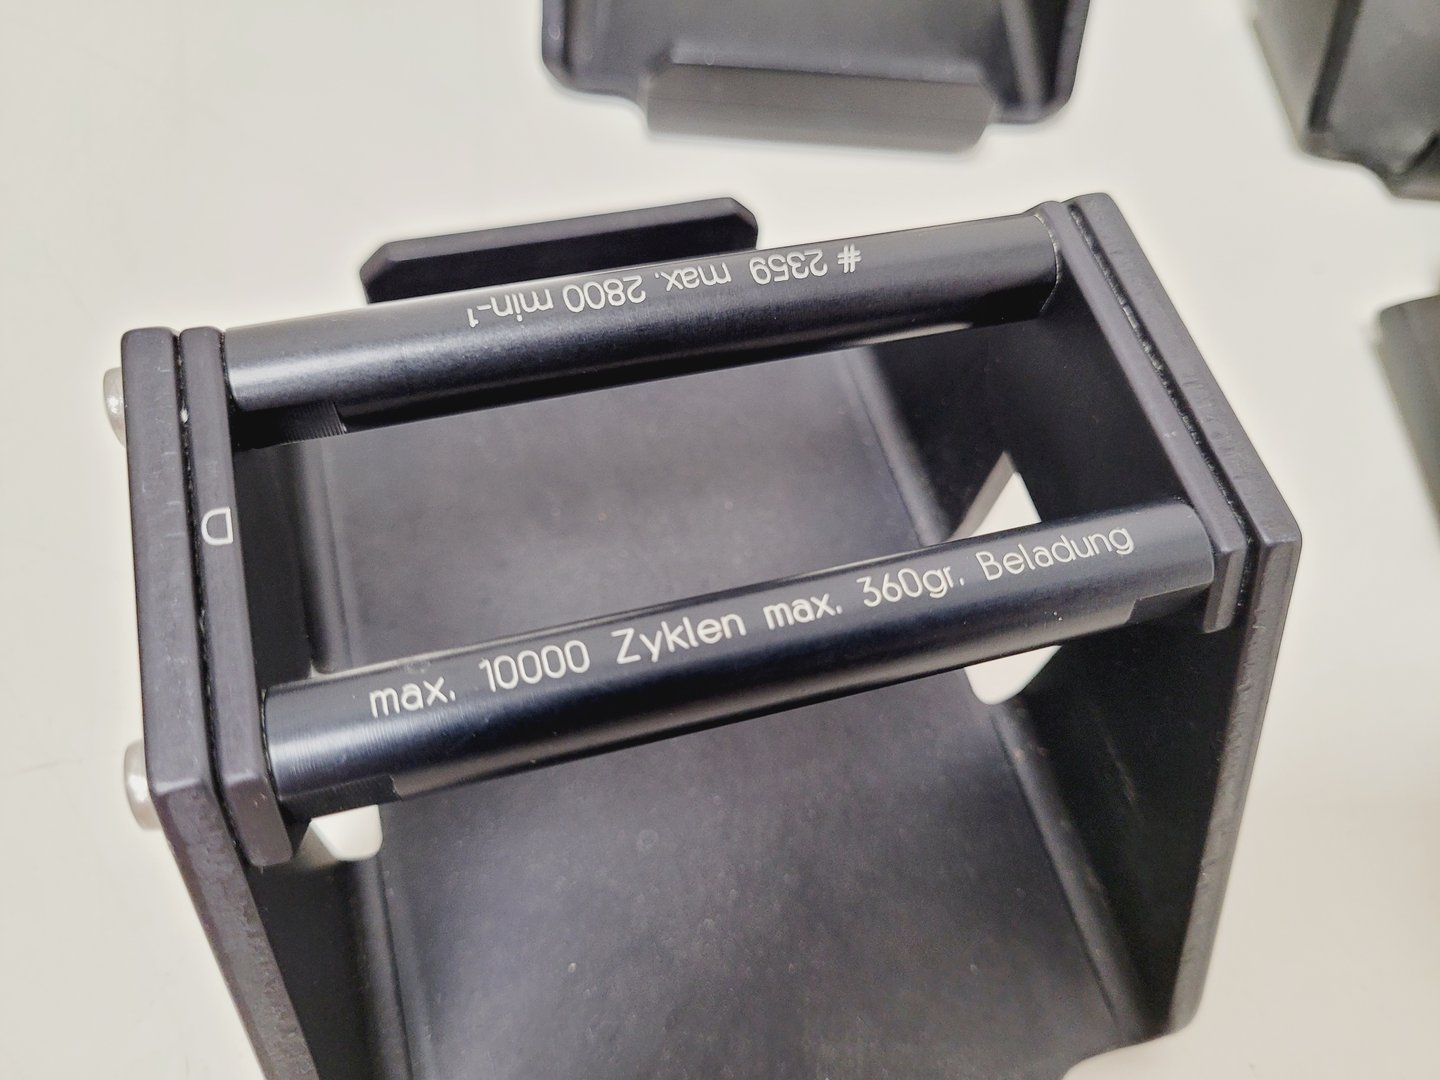 # 2359 max. 2800 min-1
D
max. 10000 Zyklen max. 360gr. Beladung